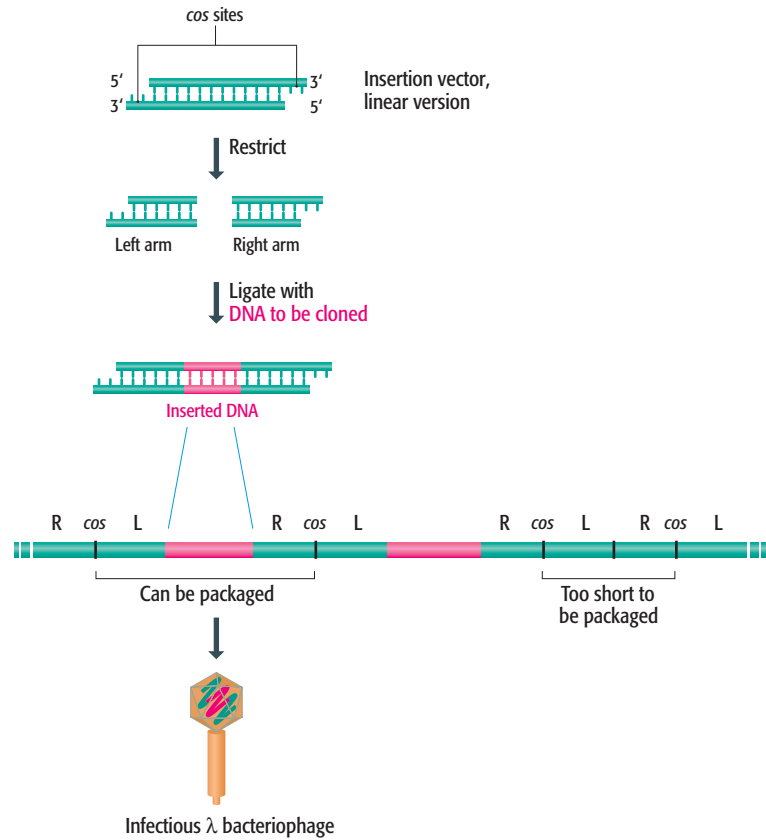 cos sites
5′ 3′
3′ 5′
Insertion vector,
linear version
Restrict
Left arm Right arm
Ligate with
DNA to be cloned
Inserted DNA
R cos L R cos L R cos L R cos L
Can be packaged
Too short to
be packaged
Infectious λ bacteriophage